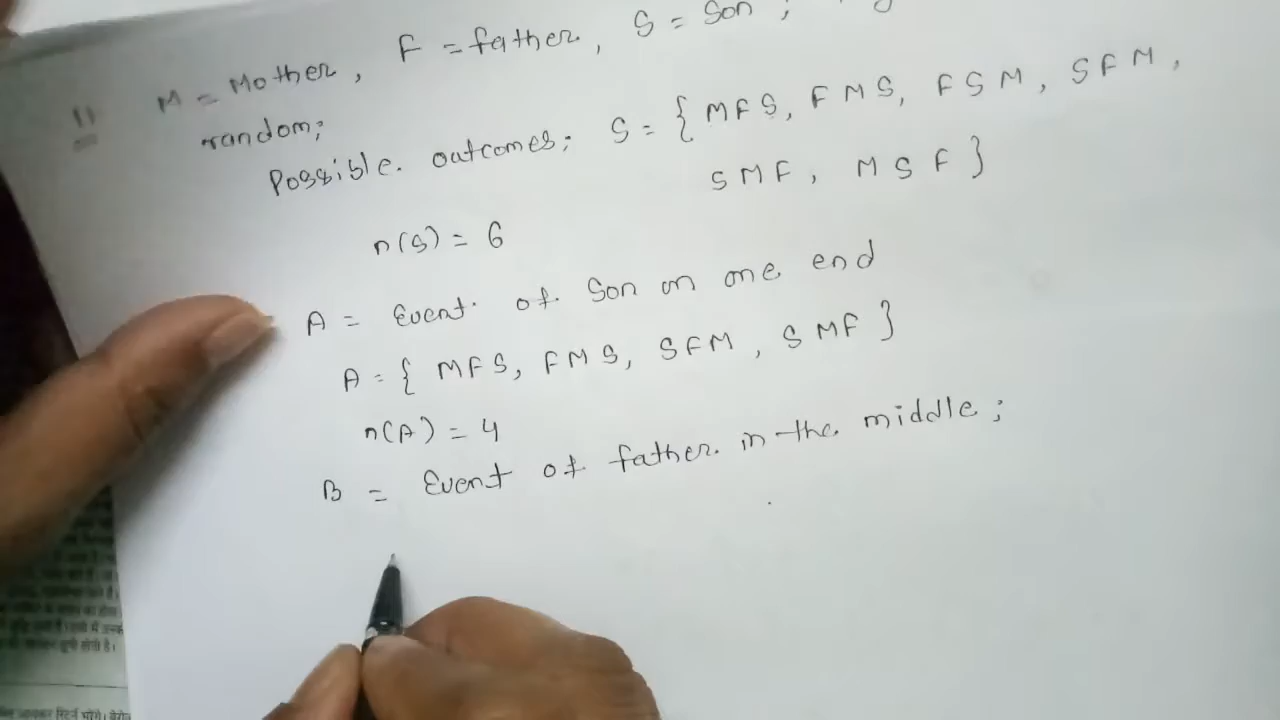 11) M = Mother, F = father, S = Son ;
random;
Possible. outcomes; S = { MFS, FMS, FSM, SFM,
SMF, MSF }
n(S) = 6
A = Event of Son on one end
A = { MFS, FMS, SFM, SMF }
n(A) = 4
B = Event of father in the middle ;